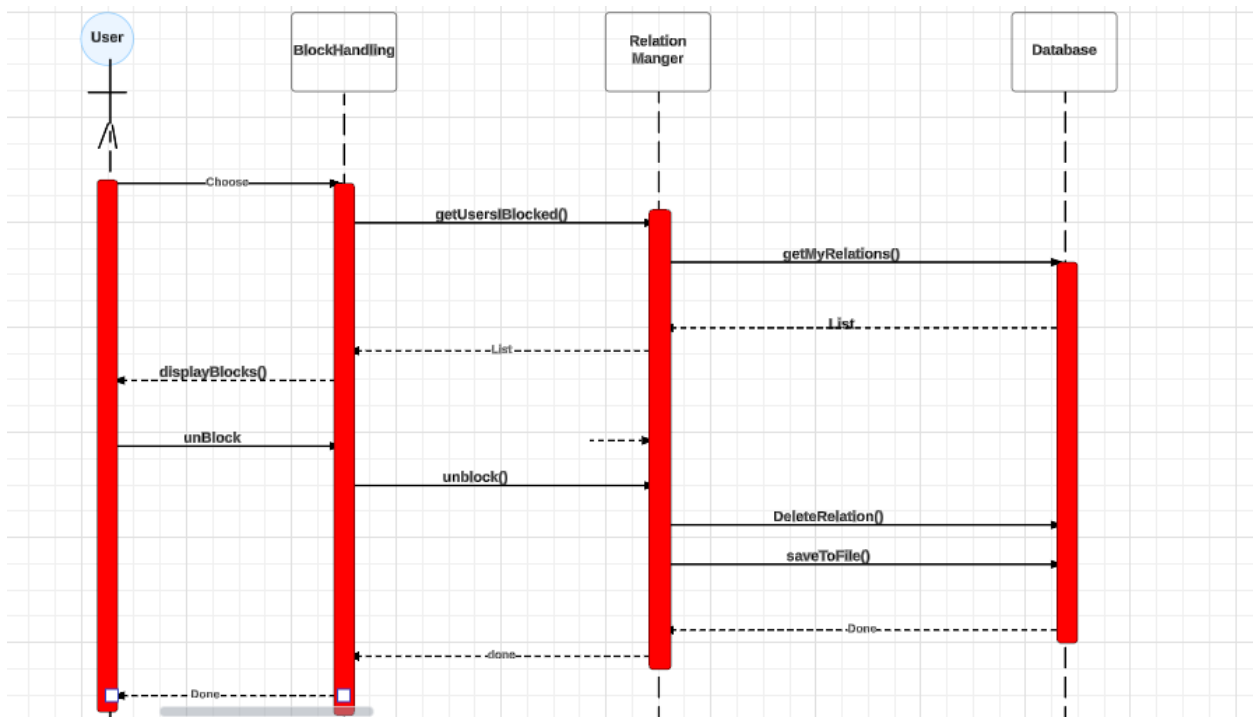 User
BlockHandling
Relation
Manger
Database
Choose
getUsersIBlocked()
getMyRelations()
List
List
displayBlocks()
unBlock
unblock()
DeleteRelation()
saveToFile()
Done
done
Done